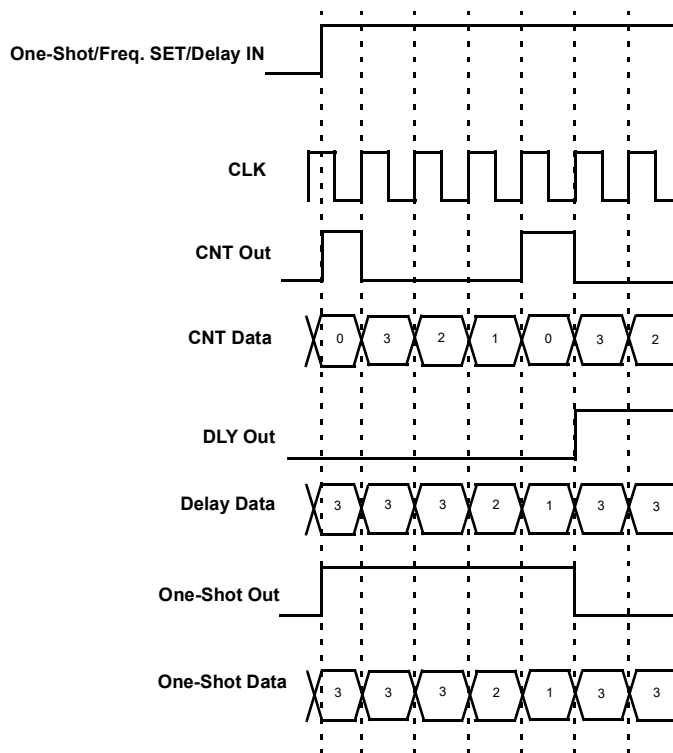 One-Shot/Freq. SET/Delay IN
CLK
CNT Out
CNT Data 0 3 2 1 0 3 2
DLY Out
Delay Data 3 3 3 2 1 3 3
One-Shot Out
One-Shot Data 3 3 3 2 1 3 3